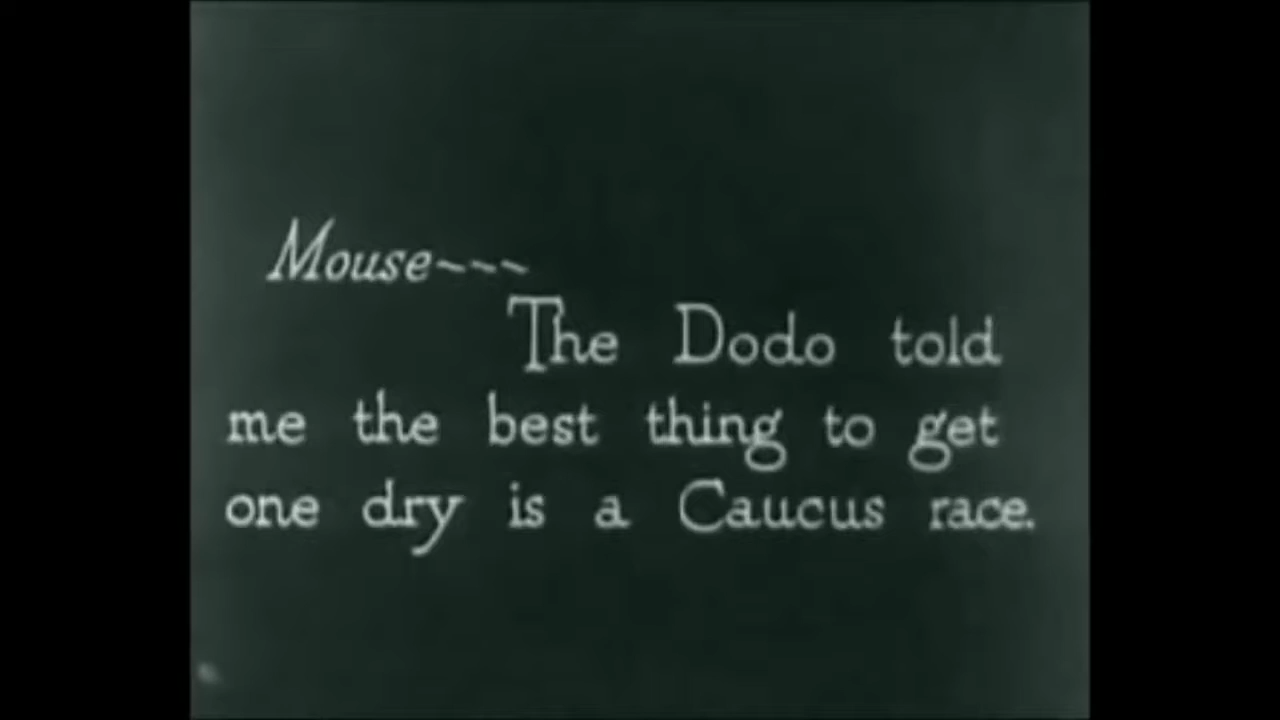 Mouse~~~
The Dodo told
me the best thing to get
one dry is a Caucus race.